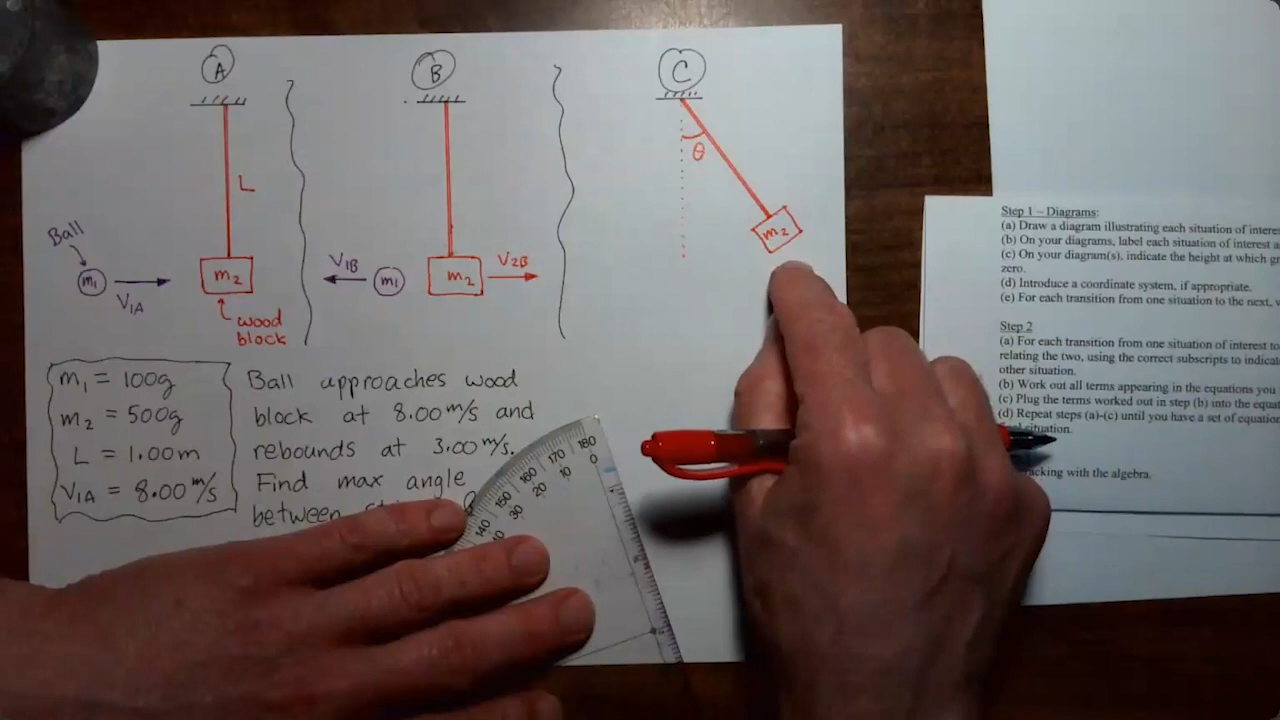 A
B
C
L
θ
Ball
m1
V1A
m2
wood
block
V1B
m1
m2
V2B
m2
m1 = 100g
m2 = 500g
L = 1.00m
V1A = 8.00 m/s
Ball approaches wood
block at 8.00 m/s and
rebounds at 3.00 m/s.
Find max angle
between
180
170
160
150
140
0
10
20
30
Step 1 – Diagrams:
(a) Draw a diagram illustrating each situation of
(b) On your diagrams, label each situation of interest
(c) On your diagram(s), indicate the height at which
zero.
(d) Introduce a coordinate system, if appropriate.
(e) For each transition from one situation to the next,
Step 2
(a) For each transition from one situation of interest to
relating the two, using the correct subscripts to
other situation.
(b) Work out all terms appearing in the equations you
(c) Plug the terms worked out in step (b) into the
(d) Repeat steps (a)-(c) until you have a set of
situation.
with the algebra.